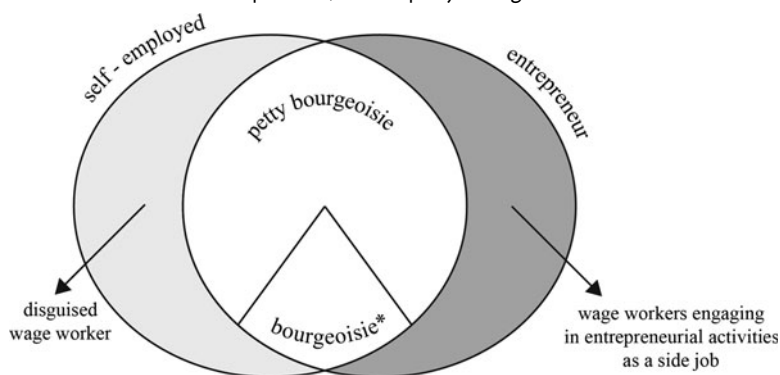 self - employed
entrepreneur
petty bourgeoisie
bourgeoisie*
disguised
wage worker
wage workers engaging
in entrepreneurial activities
as a side job